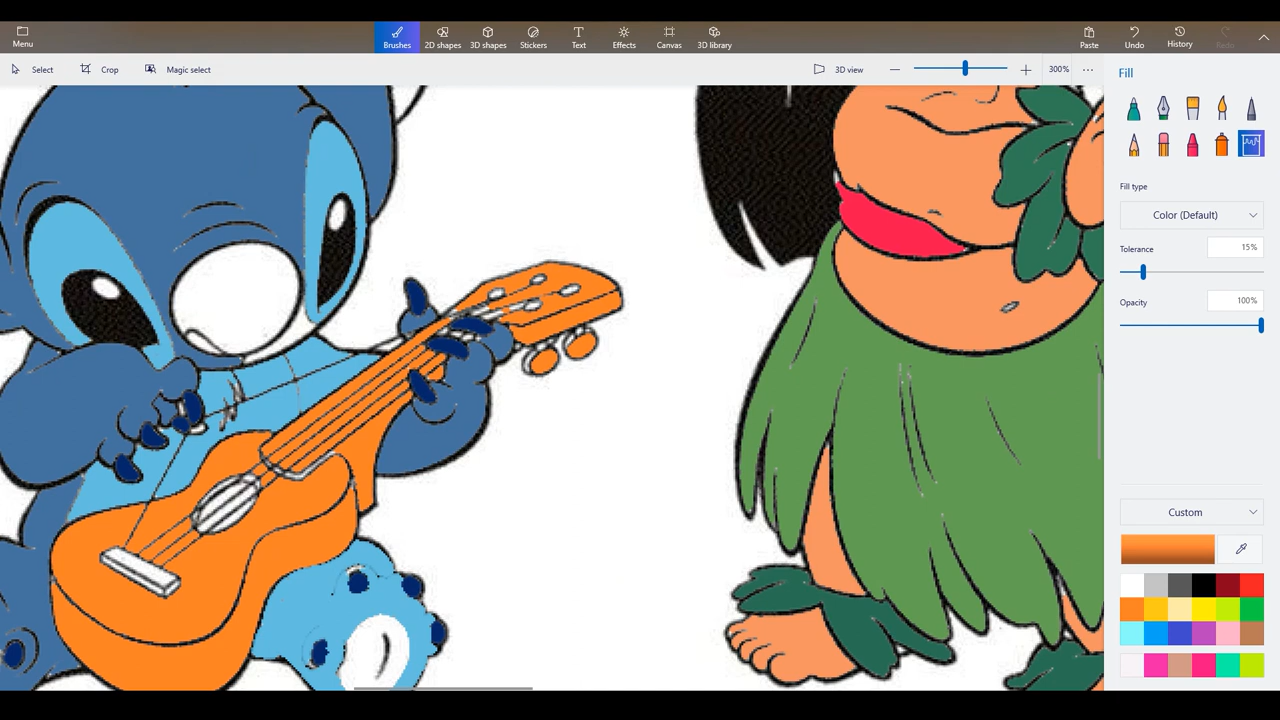 Menu
Brushes
2D shapes
3D shapes
Stickers
Text
Effects
Canvas
3D library
Paste
Undo
History
Redo
Select
Crop
Magic select
3D view
300%
Fill
Fill type
Color (Default)
Tolerance
15%
Opacity
100%
Custom